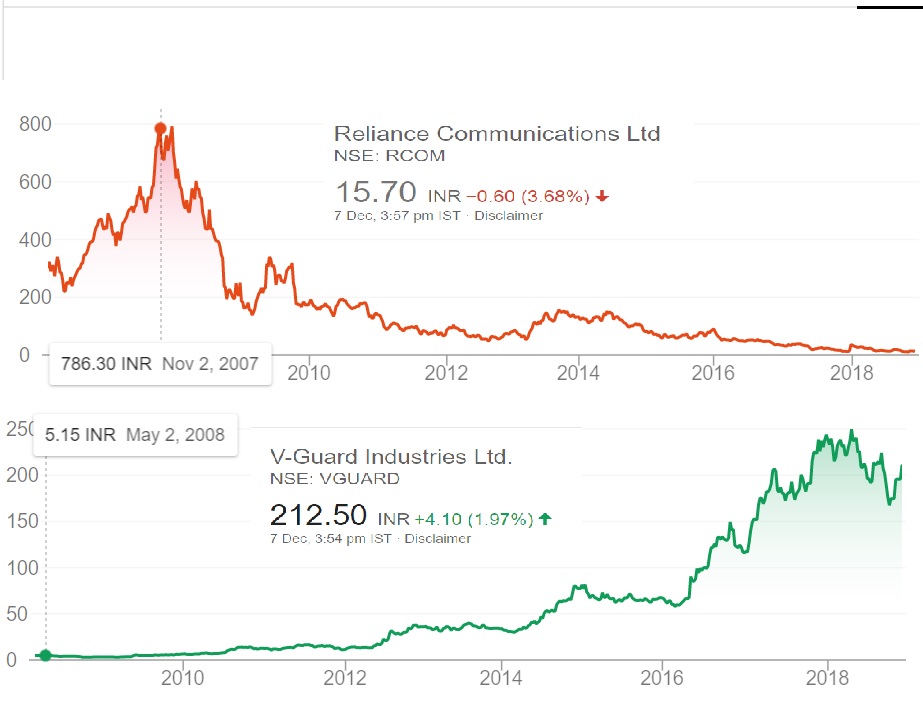 800
Reliance Communications Ltd
NSE: RCOM
600
15.70 INR −0.60 (3.68%)
7 Dec, 3:57 pm IST · Disclaimer
400
200
0
786.30 INR Nov 2, 2007
2010 2012 2014 2016 2018
250
5.15 INR May 2, 2008
V-Guard Industries Ltd.
200
NSE: VGUARD
150
212.50 INR +4.10 (1.97%)
7 Dec, 3:54 pm IST · Disclaimer
100
50
0
2010 2012 2014 2016 2018